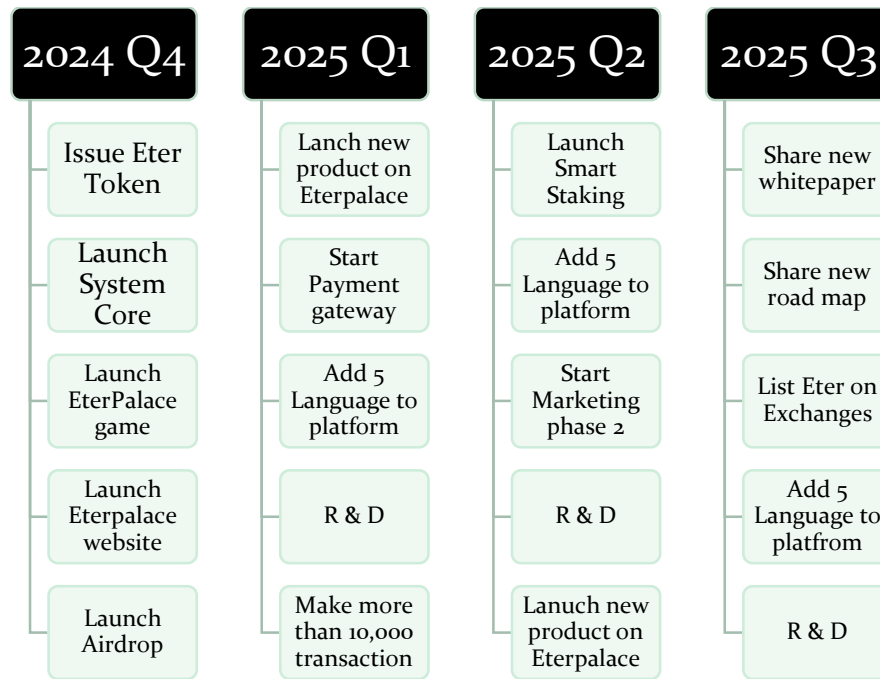 2024 Q4
Issue Eter
Token
Launch
System
Core
Launch
EterPalace
game
Launch
Eterpalace
website
Launch
Airdrop
2025 Q1
Lanch new
product on
Eterpalace
Start
Payment
gateway
Add 5
Language to
platform
R & D
Make more
than 10,000
transaction
2025 Q2
Launch
Smart
Staking
Add 5
Language to
platform
Start
Marketing
phase 2
R & D
Lanuch new
product on
Eterpalace
2025 Q3
Share new
whitepaper
Share new
road map
List Eter on
Exchanges
Add 5
Language to
platfrom
R & D